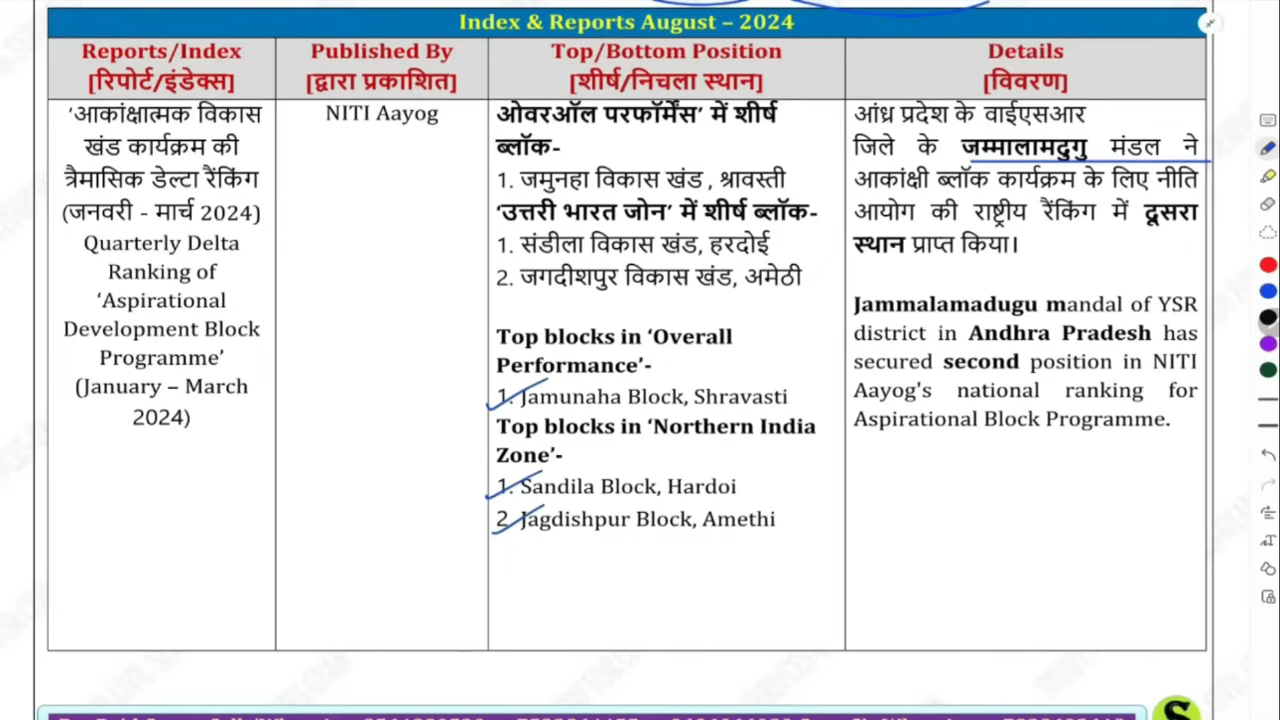 Index & Reports August – 2024
Reports/Index
[रिपोर्ट/इंडेक्स]
Published By
[द्वारा प्रकाशित]
Top/Bottom Position
[शीर्ष/निचला स्थान]
Details
[विवरण]
'आकांक्षात्मक विकास
खंड कार्यक्रम की
त्रैमासिक डेल्टा रैंकिंग
(जनवरी - मार्च 2024)
Quarterly Delta
Ranking of
‘Aspirational
Development Block
Programme’
(January – March
2024)
NITI Aayog
ओवरऑल परफॉर्मेंस’ में शीर्ष
ब्लॉक-
1. जमुनहा विकास खंड , श्रावस्ती
‘उत्तरी भारत जोन’ में शीर्ष ब्लॉक-
1. संडीला विकास खंड, हरदोई
2. जगदीशपुर विकास खंड, अमेठी
Top blocks in ‘Overall
Performance’-
1. Jamunaha Block, Shravasti
Top blocks in ‘Northern India
Zone’-
1. Sandila Block, Hardoi
2. Jagdishpur Block, Amethi
आंध्र प्रदेश के वाईएसआर
जिले के जम्मालामदुगु मंडल ने
आकांक्षी ब्लॉक कार्यक्रम के लिए नीति
आयोग की राष्ट्रीय रैंकिंग में दूसरा
स्थान प्राप्त किया।
Jammalamadugu mandal of YSR
district in Andhra Pradesh has
secured second position in NITI
Aayog's national ranking for
Aspirational Block Programme.